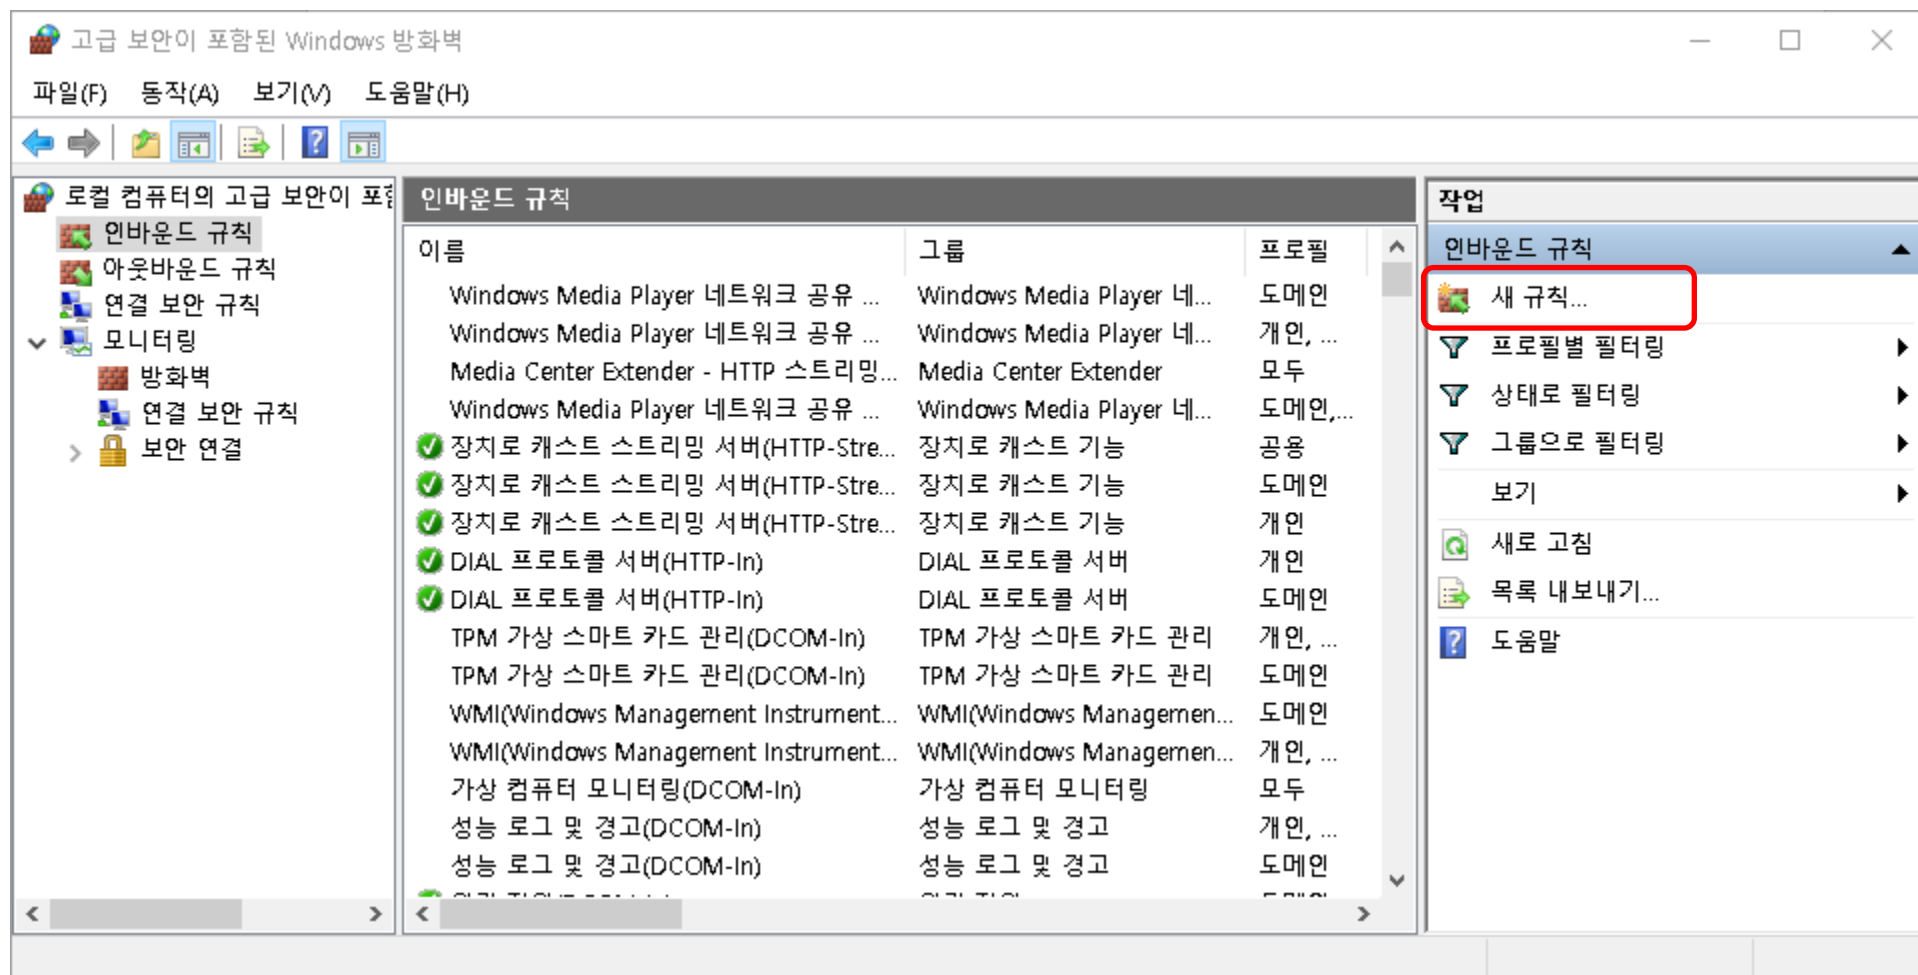 고급 보안이 포함된 Windows 방화벽
파일(F) 동작(A) 보기(V) 도움말(H)
로컬 컴퓨터의 고급 보안이
인바운드 규칙
아웃바운드 규칙
연결 보안 규칙
모니터링
방화벽
연결 보안 규칙
보안 연결
인바운드 규칙
이름 그룹 프로필
Windows Media Player 네트워크 공유 ... Windows Media Player 네... 도메인
Windows Media Player 네트워크 공유 ... Windows Media Player 네... 개인, ...
Media Center Extender - HTTP 스트리밍... Media Center Extender 모두
Windows Media Player 네트워크 공유 ... Windows Media Player 네... 도메인,...
장치로 캐스트 스트리밍 서버(HTTP-Stre... 장치로 캐스트 기능 공용
장치로 캐스트 스트리밍 서버(HTTP-Stre... 장치로 캐스트 기능 도메인
장치로 캐스트 스트리밍 서버(HTTP-Stre... 장치로 캐스트 기능 개인
DIAL 프로토콜 서버(HTTP-In) DIAL 프로토콜 서버 개인
DIAL 프로토콜 서버(HTTP-In) DIAL 프로토콜 서버 도메인
TPM 가상 스마트 카드 관리(DCOM-In) TPM 가상 스마트 카드 관리 개인, ...
TPM 가상 스마트 카드 관리(DCOM-In) TPM 가상 스마트 카드 관리 도메인
WMI(Windows Management Instrument... WMI(Windows Managemen... 도메인
WMI(Windows Management Instrument... WMI(Windows Managemen... 개인, ...
가상 컴퓨터 모니터링(DCOM-In) 가상 컴퓨터 모니터링 모두
성능 로그 및 경고(DCOM-In) 성능 로그 및 경고 개인, ...
성능 로그 및 경고(DCOM-In) 성능 로그 및 경고 도메인
작업
인바운드 규칙
새 규칙...
프로필별 필터링
상태로 필터링
그룹으로 필터링
보기
새로 고침
목록 내보내기...
도움말